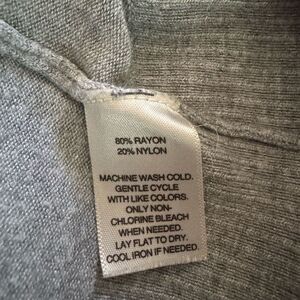 80% RAYON
20% NYLON
MACHINE WASH COLD.
GENTLE CYCLE
WITH LIKE COLORS.
ONLY NON-
CHLORINE BLEACH
WHEN NEEDED.
LAY FLAT TO DRY.
COOL IRON IF NEEDED.